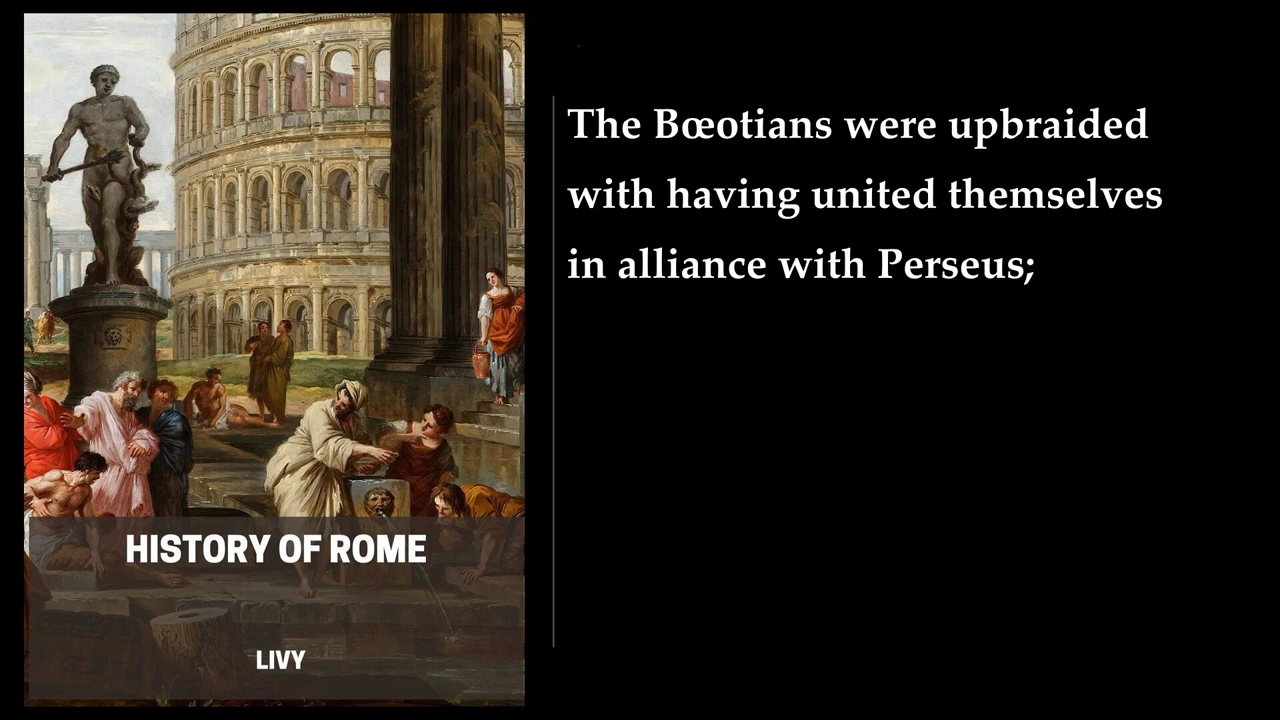 The Bœotians were upbraided
with having united themselves
in alliance with Perseus;
HISTORY OF ROME
LIVY